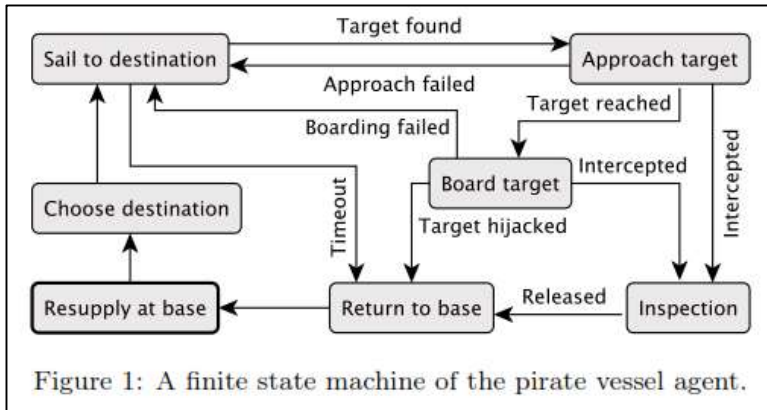 Target found
Sail to destination
Approach target
Approach failed
Target reached
Boarding failed
Intercepted
Board target
Intercepted
Choose destination
Timeout
Target hijacked
Resupply at base
Return to base
Released
Inspection
Figure 1: A finite state machine of the pirate vessel agent.